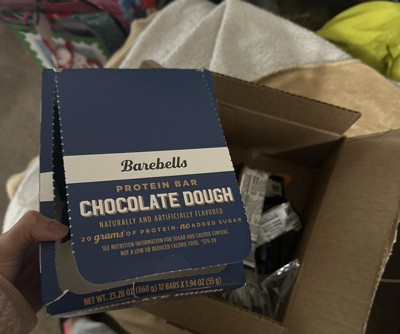 Barebells
PROTEIN BAR
CHOCOLATE DOUGH
NATURALLY AND ARTIFICIALLY FLAVORED
20 grams OF PROTEIN - no ADDED SUGAR
SEE NUTRITION INFORMATION FOR SUGAR AND CALORIE CONTENT.
NOT A LOW OR REDUCED CALORIE FOOD.
NET WT. 23.28 OZ (660 g) 12 BARS X 1.94 OZ (55 g)
CHOCOLATE DOUGH